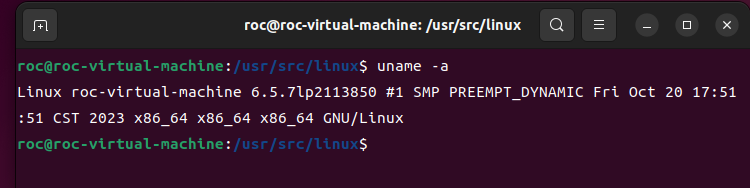 roc@roc-virtual-machine: /usr/src/linux
roc@roc-virtual-machine:/usr/src/linux$ uname -a
Linux roc-virtual-machine 6.5.7lp2113850 #1 SMP PREEMPT_DYNAMIC Fri Oct 20 17:51
:51 CST 2023 x86_64 x86_64 x86_64 GNU/Linux
roc@roc-virtual-machine:/usr/src/linux$